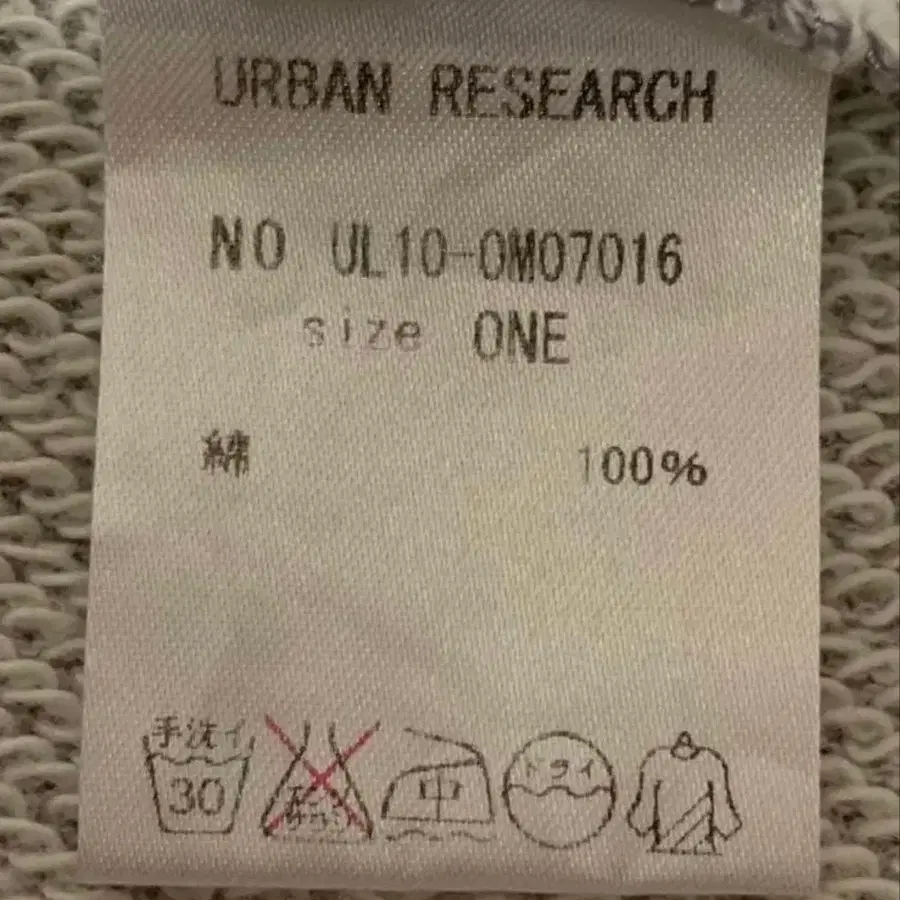 URBAN RESEARCH
NO UL10-0M07016
size ONE
綿 100%
手洗イ
30
中
ドライ